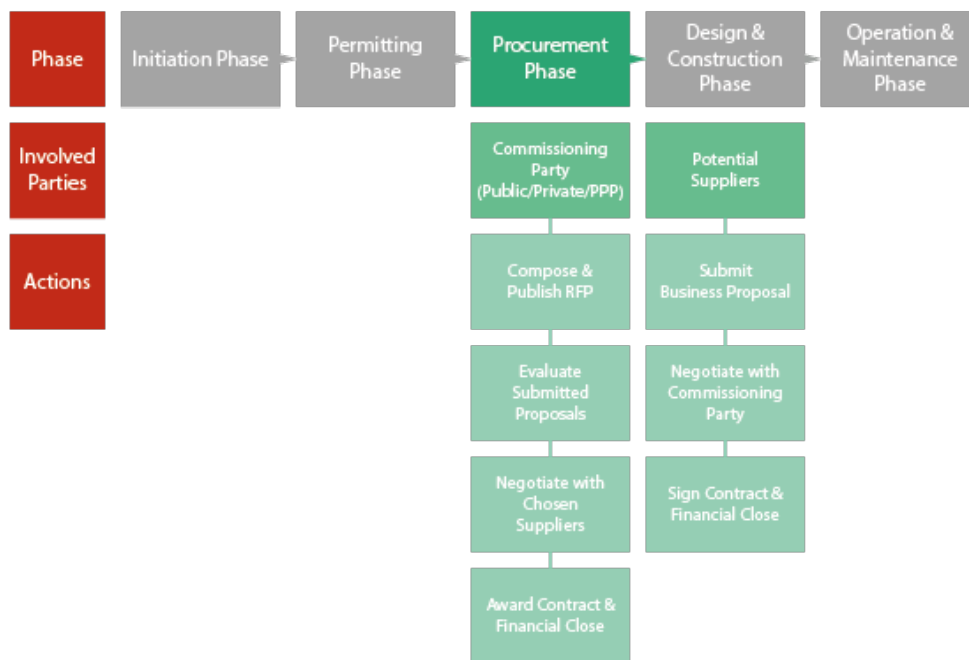 Phase
Initiation Phase
Permitting
Phase
Procurement
Phase
Design &
Construction
Phase
Operation &
Maintenance
Phase
Involved
Parties
Commissioning
Party
(Public/Private/PPP)
Potential
Suppliers
Actions
Compose &
Publish RFP
Submit
Business Proposal
Evaluate
Submitted
Proposals
Negotiate with
Commissioning
Party
Negotiate with
Chosen
Suppliers
Sign Contract &
Financial Close
Award Contract &
Financial Close